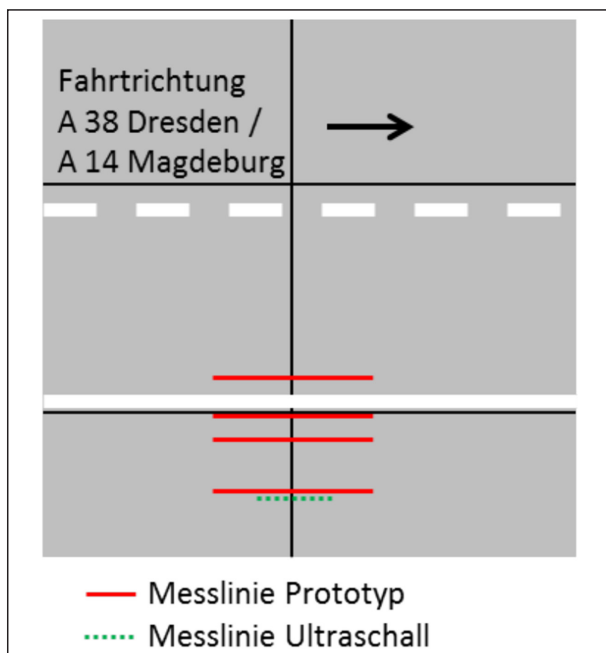 Fahrtrichtung
A 38 Dresden /
A 14 Magdeburg
Messlinie Prototyp
Messlinie Ultraschall